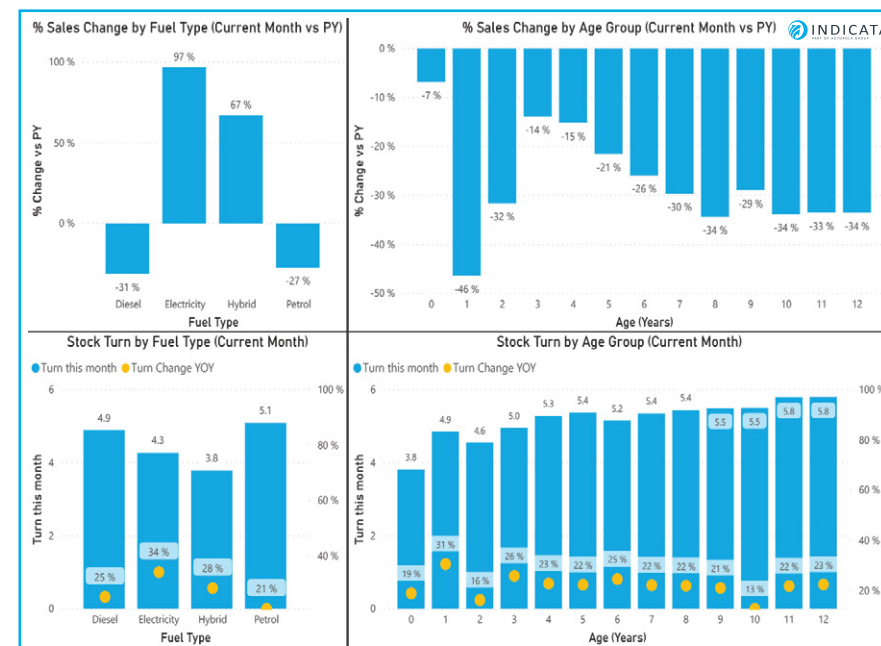 % Sales Change by Fuel Type (Current Month vs PY)
97 %
100 %
67 %
50 %
0 %
% Change vs PY
-31 %
-27 %
Diesel Electricity Hybrid Petrol
Fuel Type
% Sales Change by Age Group (Current Month vs PY)
INDICATA
0 %
-10 %
-20 %
-30 %
-40 %
-50 %
% Change vs PY
-7 %
-46 %
-32 %
-14 %
-15 %
-21 %
-26 %
-30 %
-34 %
-29 %
-34 %
-33 %
-34 %
0 1 2 3 4 5 6 7 8 9 10 11 12
Age (Years)
Stock Turn by Fuel Type (Current Month)
Turn this month Turn Change YOY
6
4
2
0
Turn this month
100 %
80 %
60 %
40 %
4.9 4.3 3.8 5.1
25 % 34 % 28 % 21 %
Diesel Electricity Hybrid Petrol
Fuel Type
Stock Turn by Age Group (Current Month)
Turn this month Turn Change YOY
6
4
2
0
Turn this month
100 %
80 %
60 %
40 %
20 %
3.8 4.9 4.6 5.0 5.3 5.4 5.2 5.4 5.4 5.5 5.5 5.8 5.8
19 % 31 % 16 % 26 % 23 % 22 % 25 % 22 % 22 % 21 % 13 % 22 % 23 %
0 1 2 3 4 5 6 7 8 9 10 11 12
Age (Years)